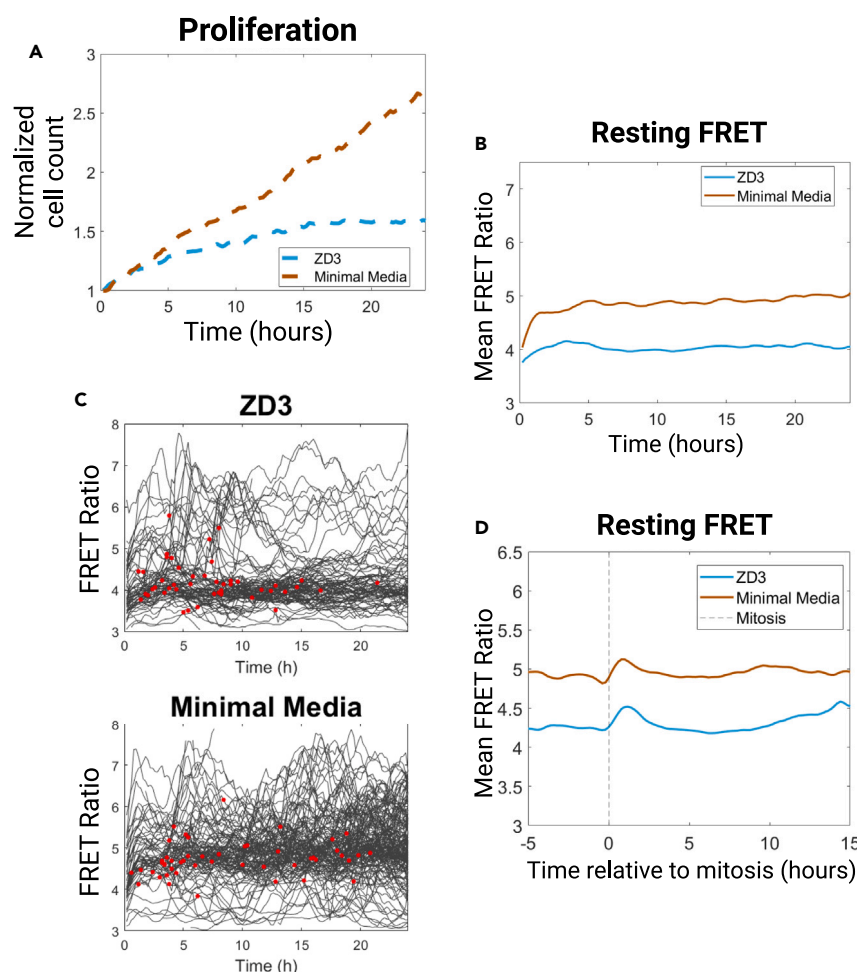 A
Proliferation
3
2.5
2
1.5
1
Normalized
cell count
ZD3
Minimal Media
0
5
10
15
20
Time (hours)
B
Resting FRET
7
6
5
4
3
Mean FRET Ratio
ZD3
Minimal Media
0
5
10
15
20
Time (hours)
C
ZD3
8
7
6
5
4
3
FRET Ratio
0
5
10
15
20
Time (h)
Minimal Media
8
7
6
5
4
3
FRET Ratio
0
5
10
15
20
Time (h)
D
Resting FRET
6.5
6
5.5
5
4.5
4
3.5
3
Mean FRET Ratio
ZD3
Minimal Media
Mitosis
-5
0
5
10
15
Time relative to mitosis (hours)